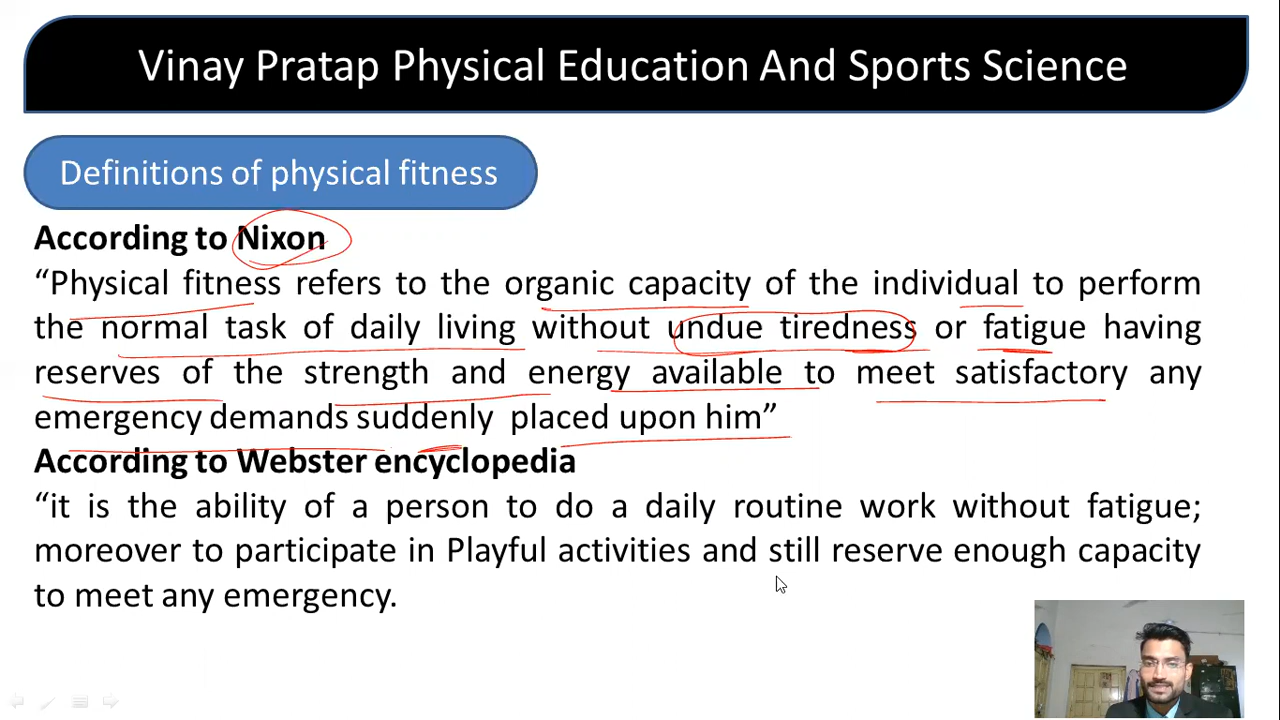 Vinay Pratap Physical Education And Sports Science
Definitions of physical fitness
According to Nixon
“Physical fitness refers to the organic capacity of the individual to perform
the normal task of daily living without undue tiredness or fatigue having
reserves of the strength and energy available to meet satisfactory any
emergency demands suddenly placed upon him”
According to Webster encyclopedia
“it is the ability of a person to do a daily routine work without fatigue;
moreover to participate in Playful activities and still reserve enough capacity
to meet any emergency.